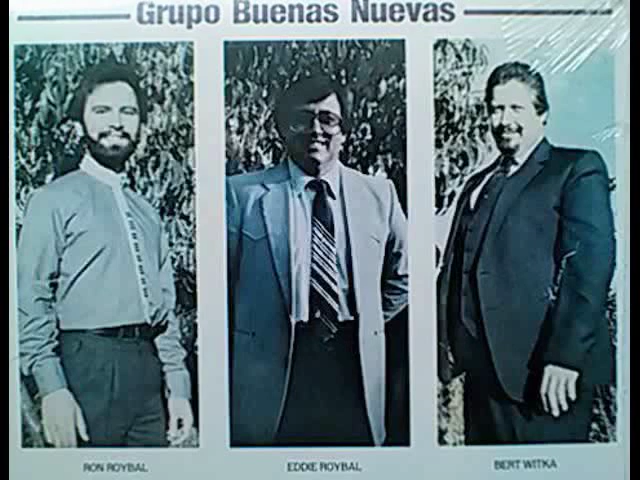 Grupo Buenas Nuevas
RON ROYBAL
EDDIE ROYBAL
BERT WITKA